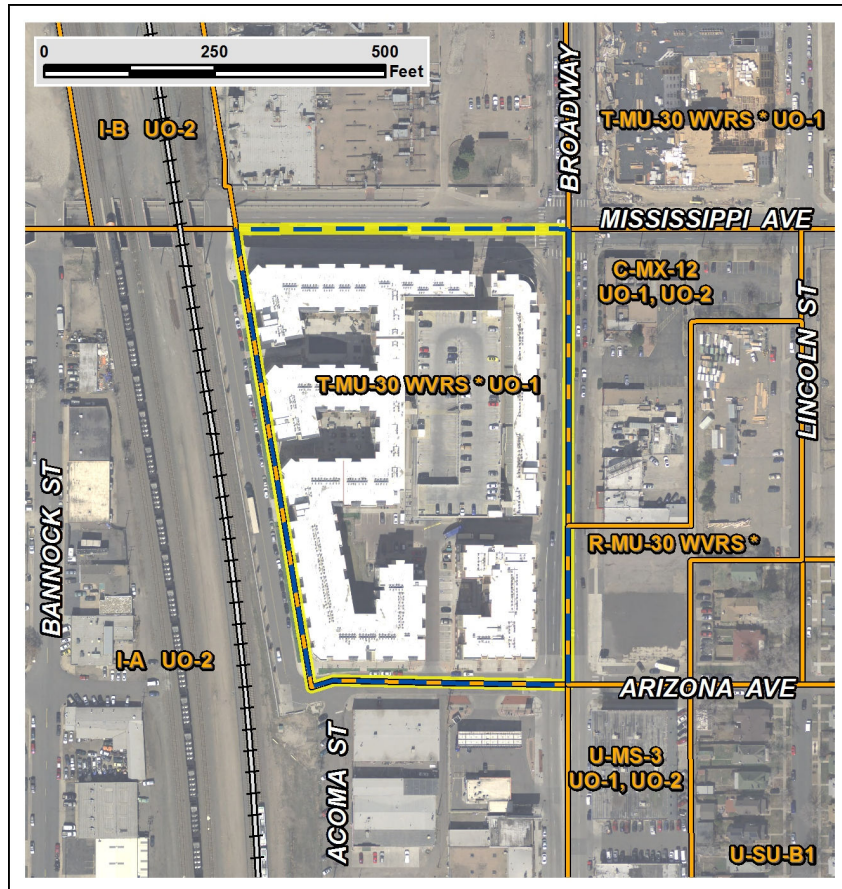 0 250 500
Feet
BROADWAY
I-B UO-2
T-MU-30 WVRS * UO-1
MISSISSIPPI AVE
C-MX-12
UO-1, UO-2
LINCOLN ST
T-MU-30 WVRS * UO-1
BANNOCK ST
R-MU-30 WVRS *
I-A UO-2
ARIZONA AVE
ACOMA ST
U-MS-3
UO-1, UO-2
U-SU-B1